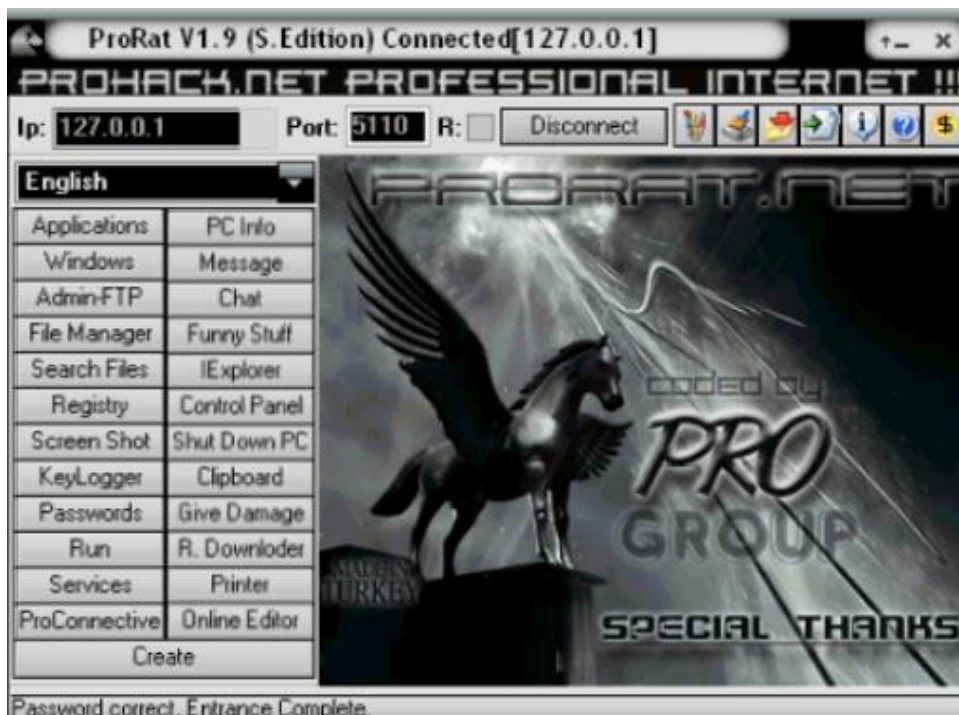 ProRat V1.9 (S.Edition) Connected[127.0.0.1]
PROHACK.NET PROFESSIONAL INTERNET !!!
Ip: 127.0.0.1 Port: 5110 R: Disconnect
English
PRORAT.NET
Applications PC Info
Windows Message
Admin-FTP Chat
File Manager Funny Stuff
Search Files IExplorer
Registry Control Panel
Screen Shot Shut Down PC
KeyLogger Clipboard
Passwords Give Damage
Run R. Downloder
Services Printer
ProConnective Online Editor
Create
coded by
PRO
GROUP
MADE IN
TURKEY
SPECIAL THANKS
Password correct. Entrance Complete.